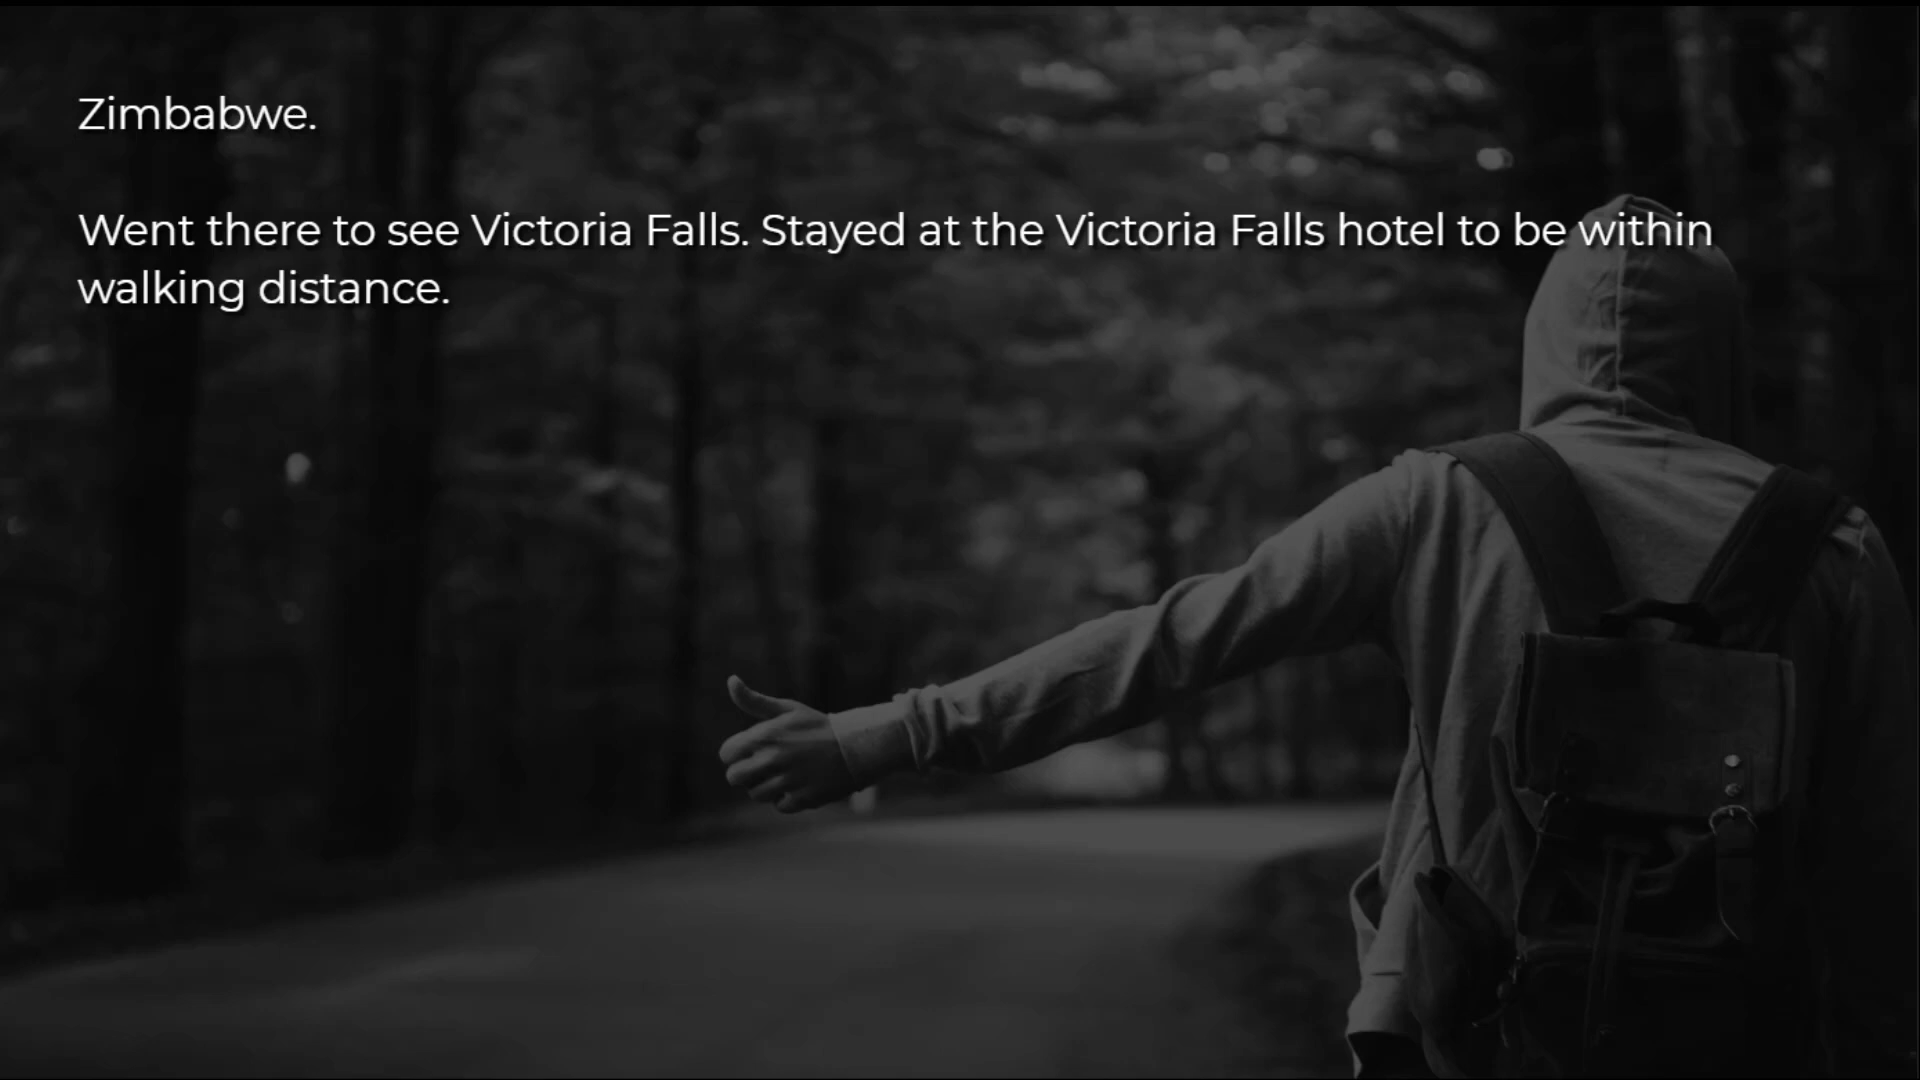 Zimbabwe.
Went there to see Victoria Falls. Stayed at the Victoria Falls hotel to be within
walking distance.